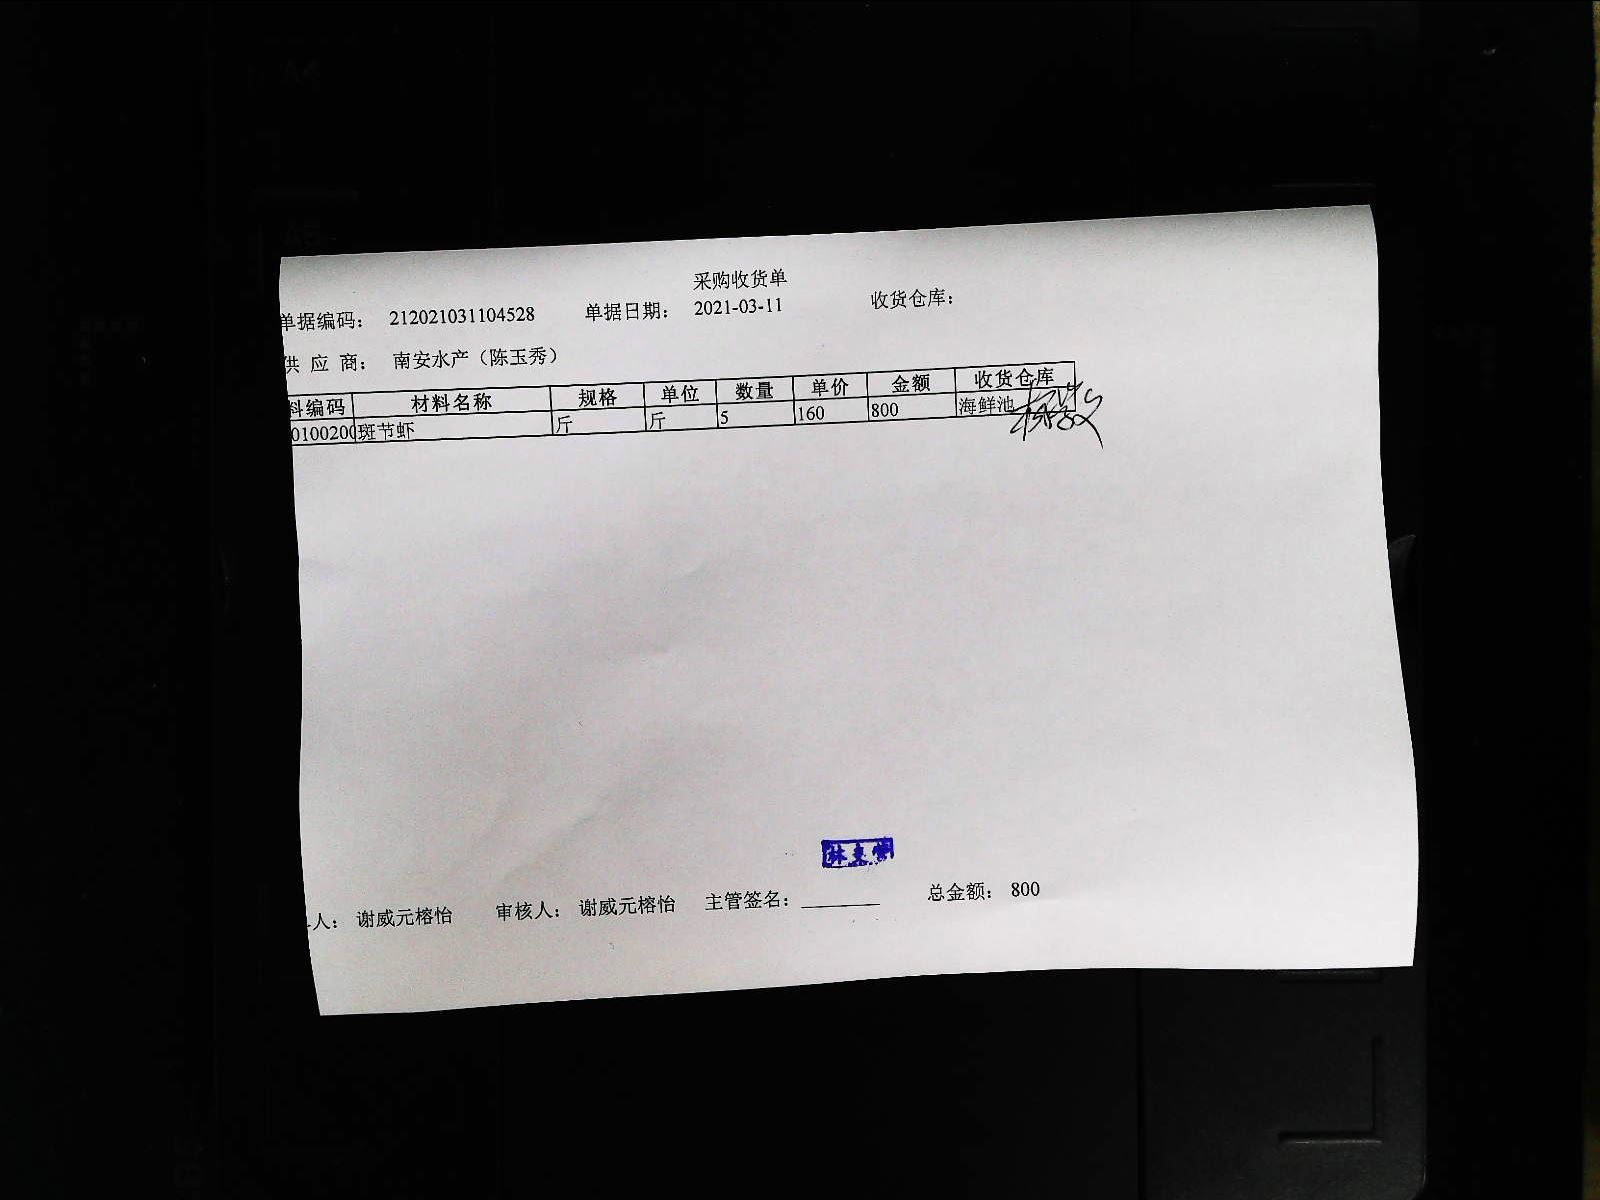 采购收货单
单据编码： 212021031104528 单据日期： 2021-03-11 收货仓库：
供 应 商： 南安水产（陈玉秀）
料编码 材料名称 规格 单位 数量 单价 金额 收货仓库
0100200 斑节虾 斤 斤 5 160 800 海鲜池
人： 谢威元榕怡 审核人： 谢威元榕怡 主管签名： 总金额： 800